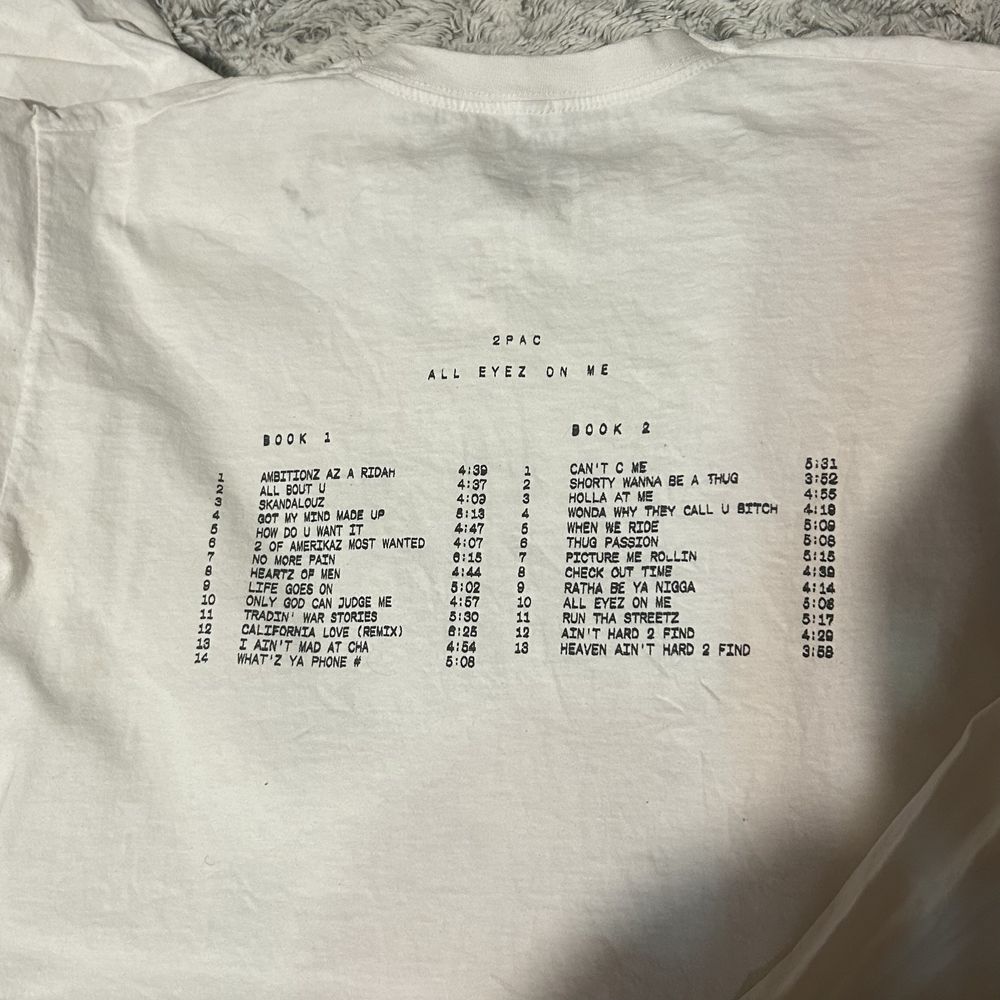 2PAC
ALL EYEZ ON ME
BOOK 1
1 AMBITIONZ AZ A RIDAH 4:39
2 ALL BOUT U 4:37
3 SKANDALOUZ 4:09
4 GOT MY MIND MADE UP 5:13
5 HOW DO U WANT IT 4:47
6 2 OF AMERIKAZ MOST WANTED 4:07
7 NO MORE PAIN 6:15
8 HEARTZ OF MEN 4:44
9 LIFE GOES ON 5:02
10 ONLY GOD CAN JUDGE ME 4:57
11 TRADIN' WAR STORIES 5:30
12 CALIFORNIA LOVE (REMIX) 6:25
13 I AIN'T MAD AT CHA 4:54
14 WHAT'Z YA PHONE # 5:08
BOOK 2
1 CAN'T C ME 5:31
2 SHORTY WANNA BE A THUG 3:52
3 HOLLA AT ME 4:55
4 WONDA WHY THEY CALL U BITCH 4:19
5 WHEN WE RIDE 5:09
6 THUG PASSION 5:08
7 PICTURE ME ROLLIN 5:15
8 CHECK OUT TIME 4:39
9 RATHA BE YA NIGGA 4:14
10 ALL EYEZ ON ME 5:08
11 RUN THA STREETZ 5:17
12 AIN'T HARD 2 FIND 4:29
13 HEAVEN AIN'T HARD 2 FIND 3:58